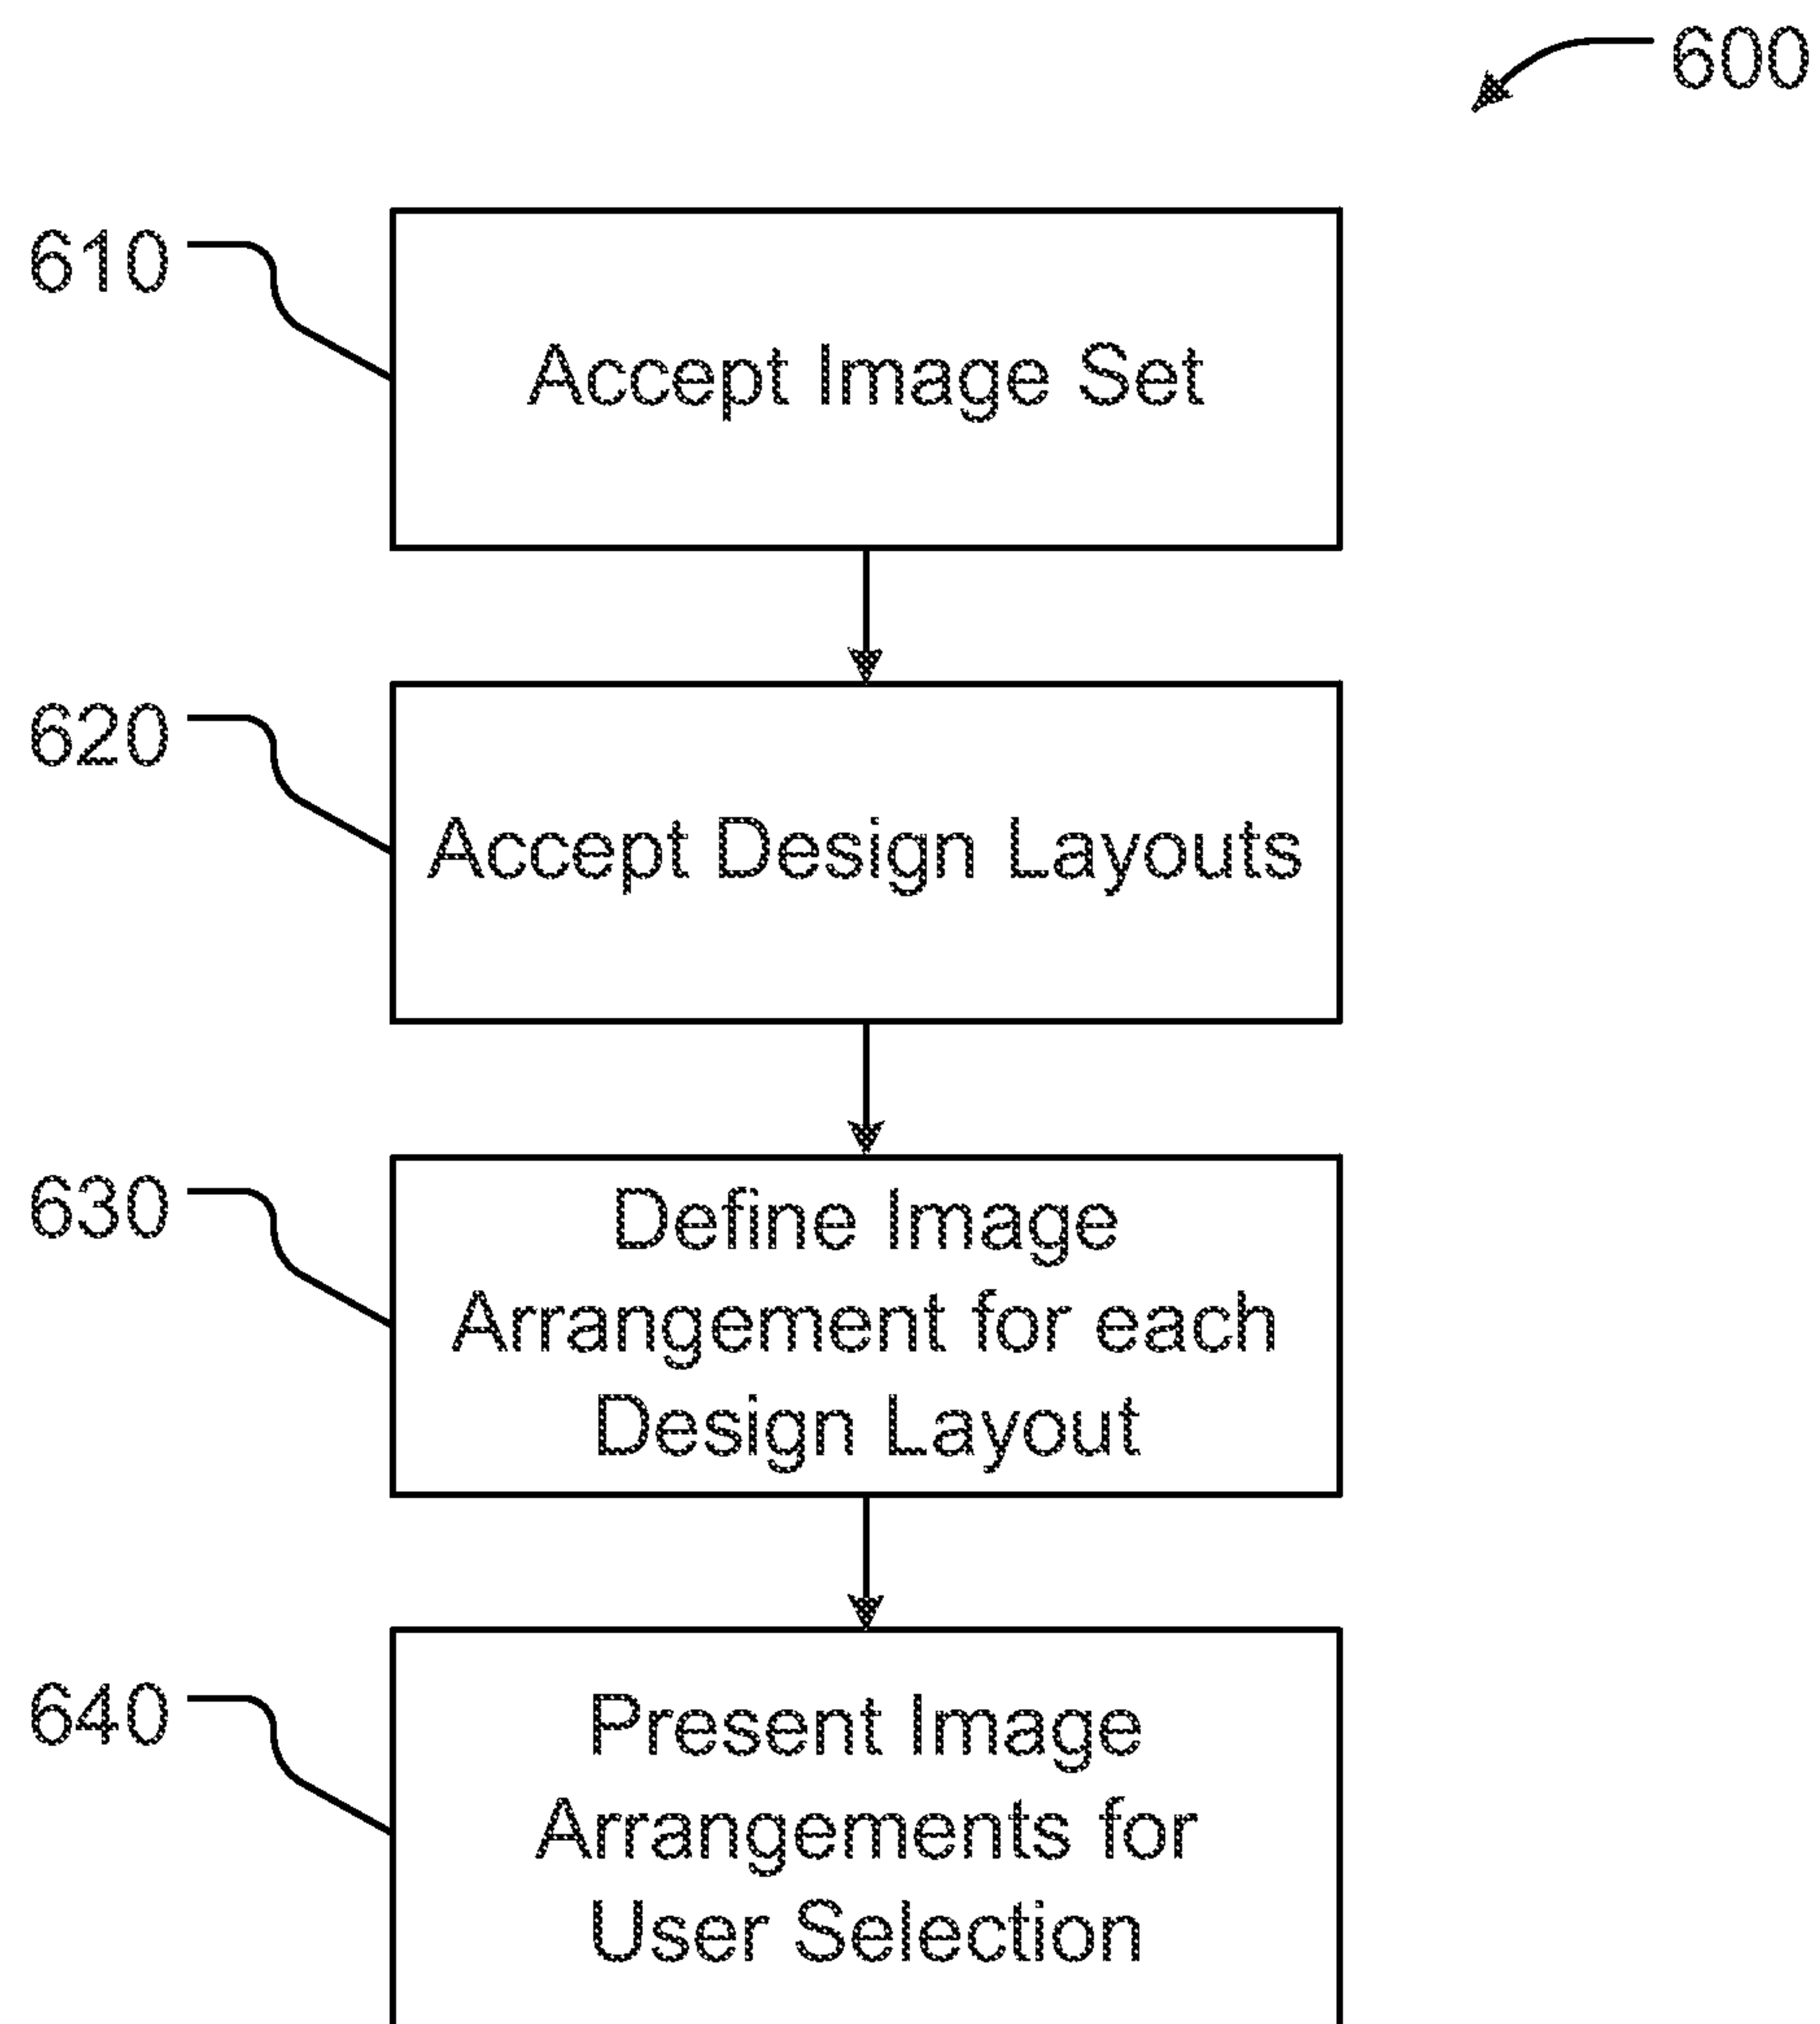 600
610
Accept Image Set
620
Accept Design Layouts
630
Define Image
Arrangement for each
Design Layout
640
Present Image
Arrangements for
User Selection